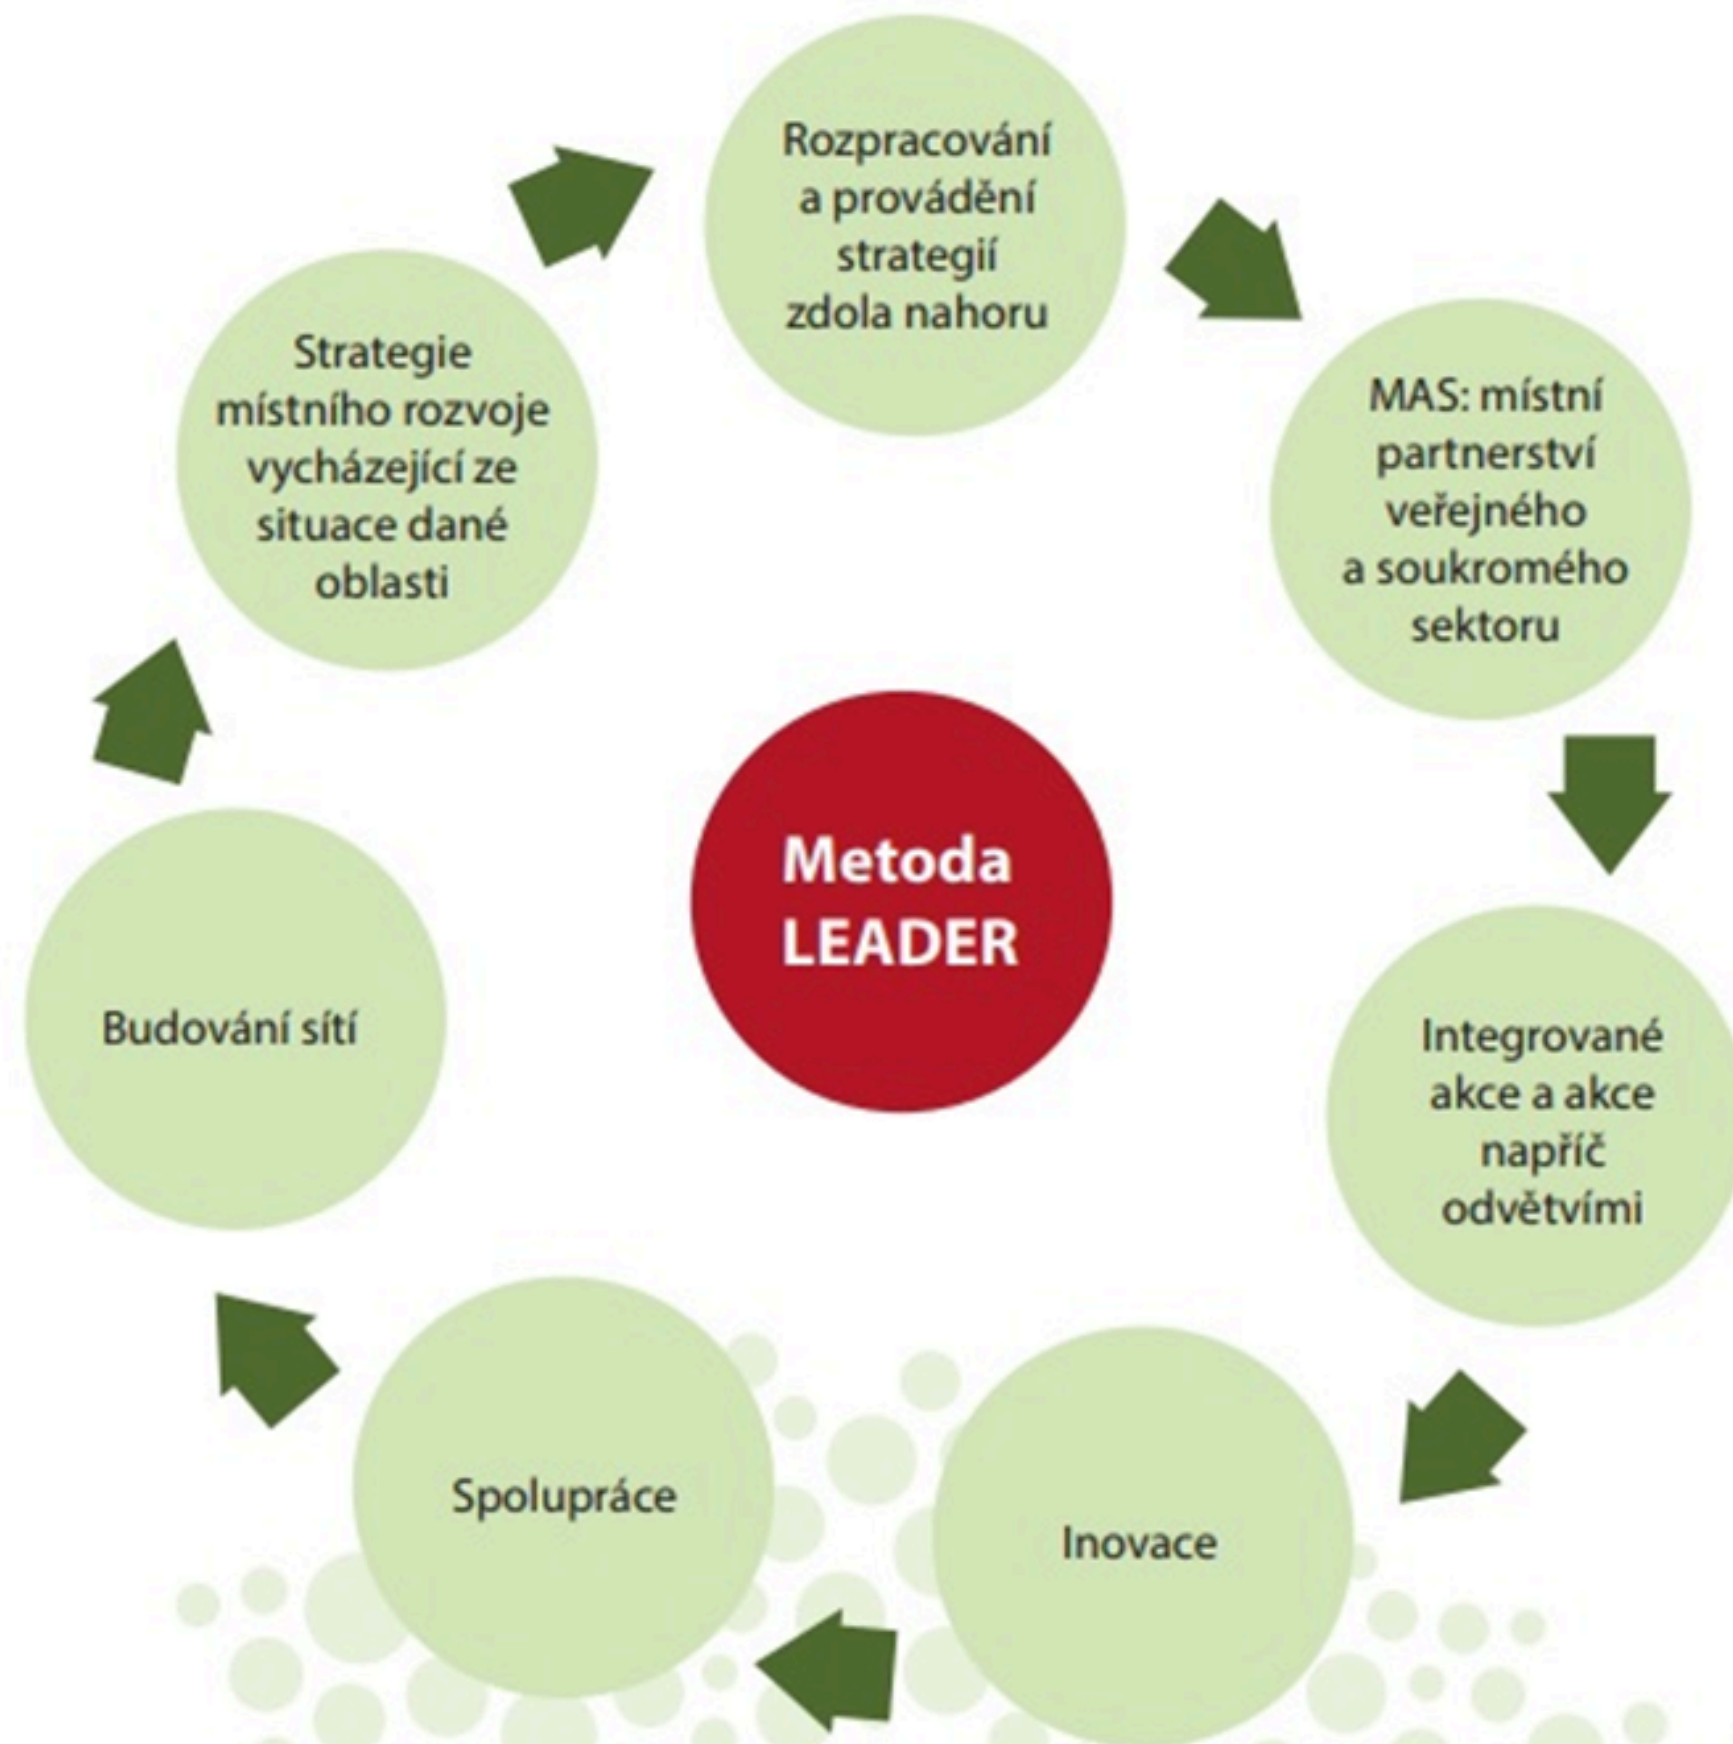 Rozpracování
a provádění
strategií
zdola nahoru
MAS: místní
partnerství
veřejného
a soukromého
sektoru
Integrované
akce a akce
napříč
odvětvími
Inovace
Spolupráce
Budování sítí
Strategie
místního rozvoje
vycházející ze
situace dané
oblasti
Metoda
LEADER